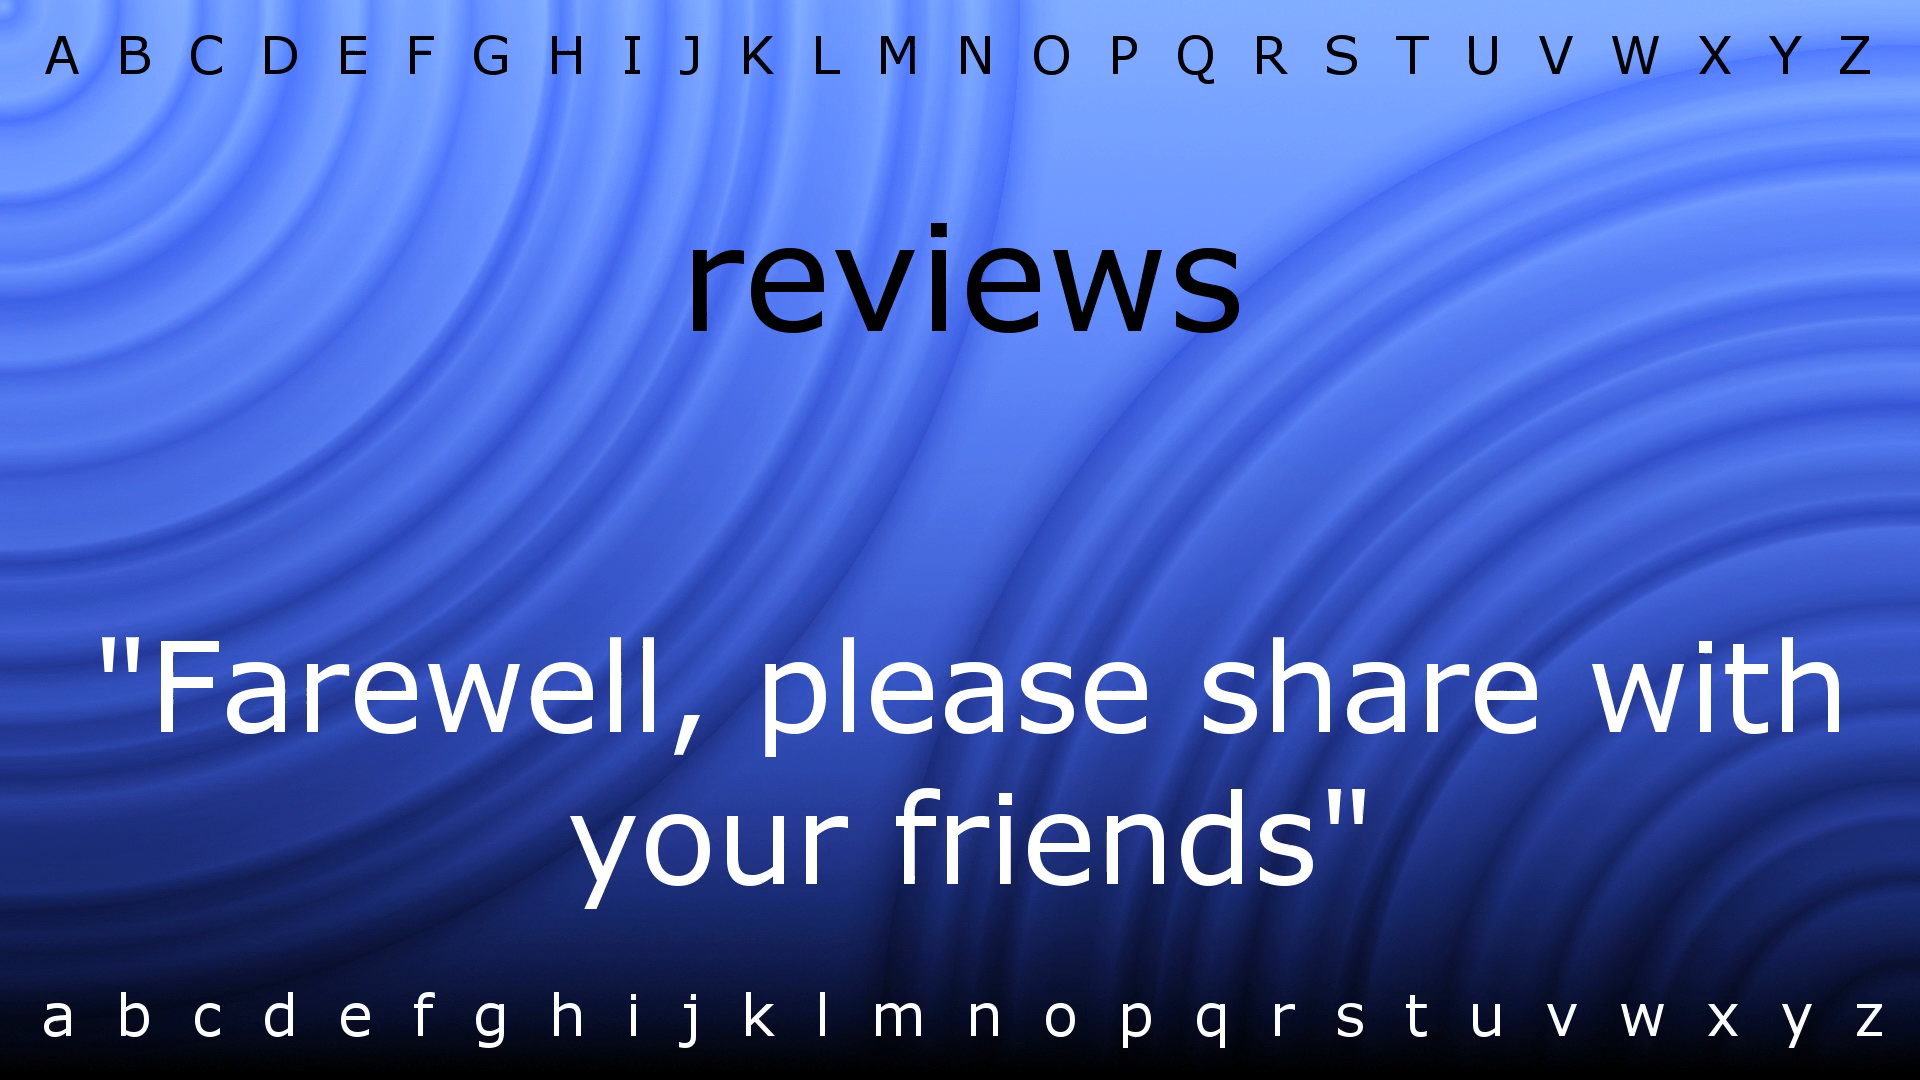 A B C D E F G H I J K L M N O P Q R S T U V W X Y Z
reviews
"Farewell, please share with
your friends"
a b c d e f g h i j k l m n o p q r s t u v w x y z